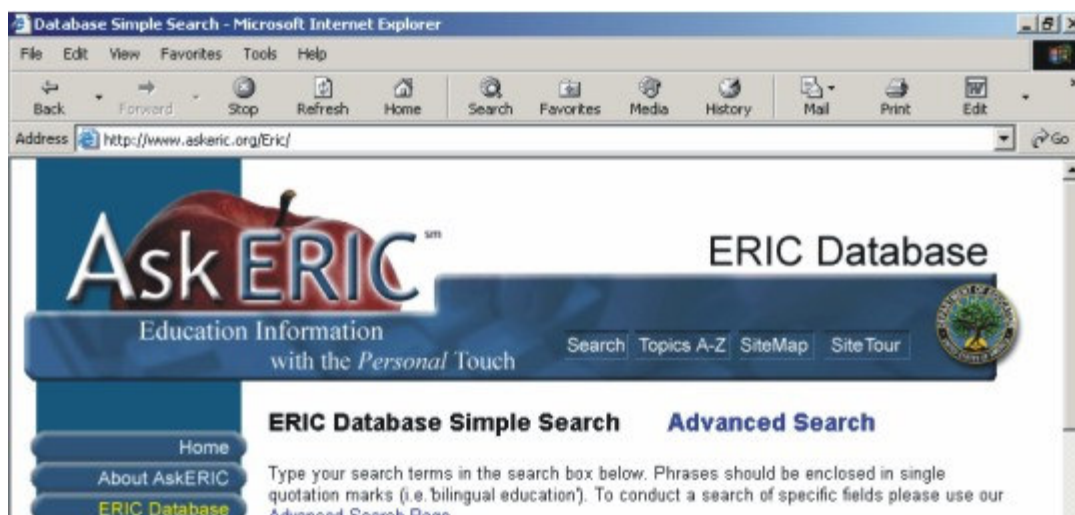 Database Simple Search - Microsoft Internet Explorer
File Edit View Favorites Tools Help
Back Forward Stop Refresh Home Search Favorites Media History Mail Print Edit
Address http://www.askeric.org/Eric/ Go
AskERIC sm
ERIC Database
Education Information
with the Personal Touch
Search Topics A-Z SiteMap SiteTour
ERIC Database Simple Search Advanced Search
Home
About AskERIC
ERIC Database
Type your search terms in the search box below. Phrases should be enclosed in single
quotation marks (i.e. 'bilingual education'). To conduct a search of specific fields please use our
Advanced Search Page